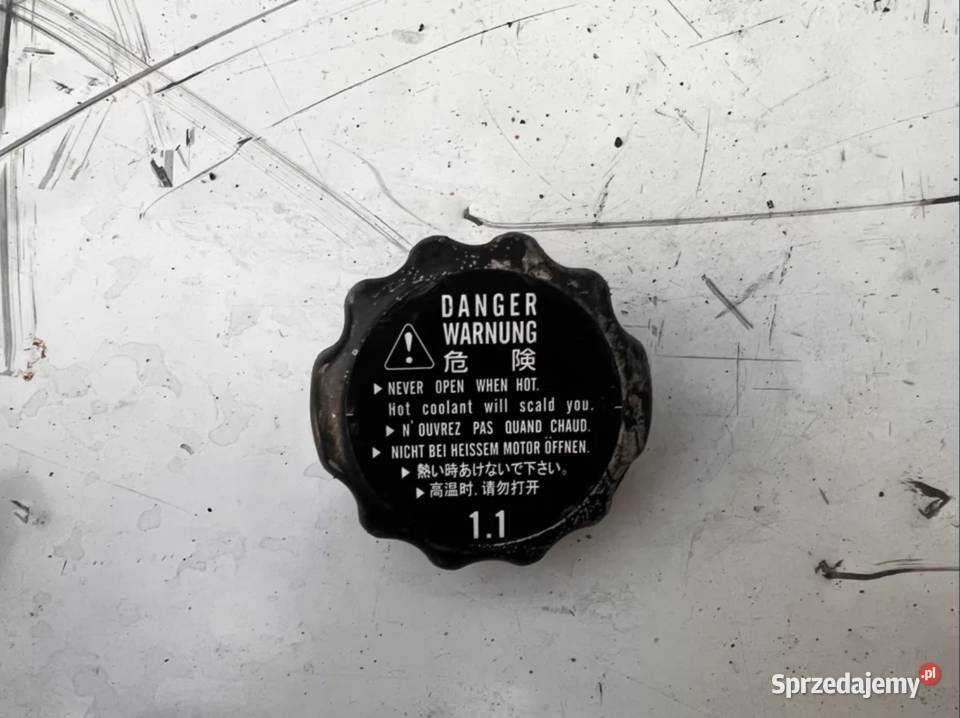 DANGER
WARNUNG
危 険
▶ NEVER OPEN WHEN HOT.
Hot coolant will scald you.
▶ N'OUVREZ PAS QUAND CHAUD.
▶ NICHT BEI HEISSEM MOTOR ÖFFNEN.
▶ 熱い時あけないで下さい。
▶ 高温时,请勿打开
1.1
Sprzedajemy.pl